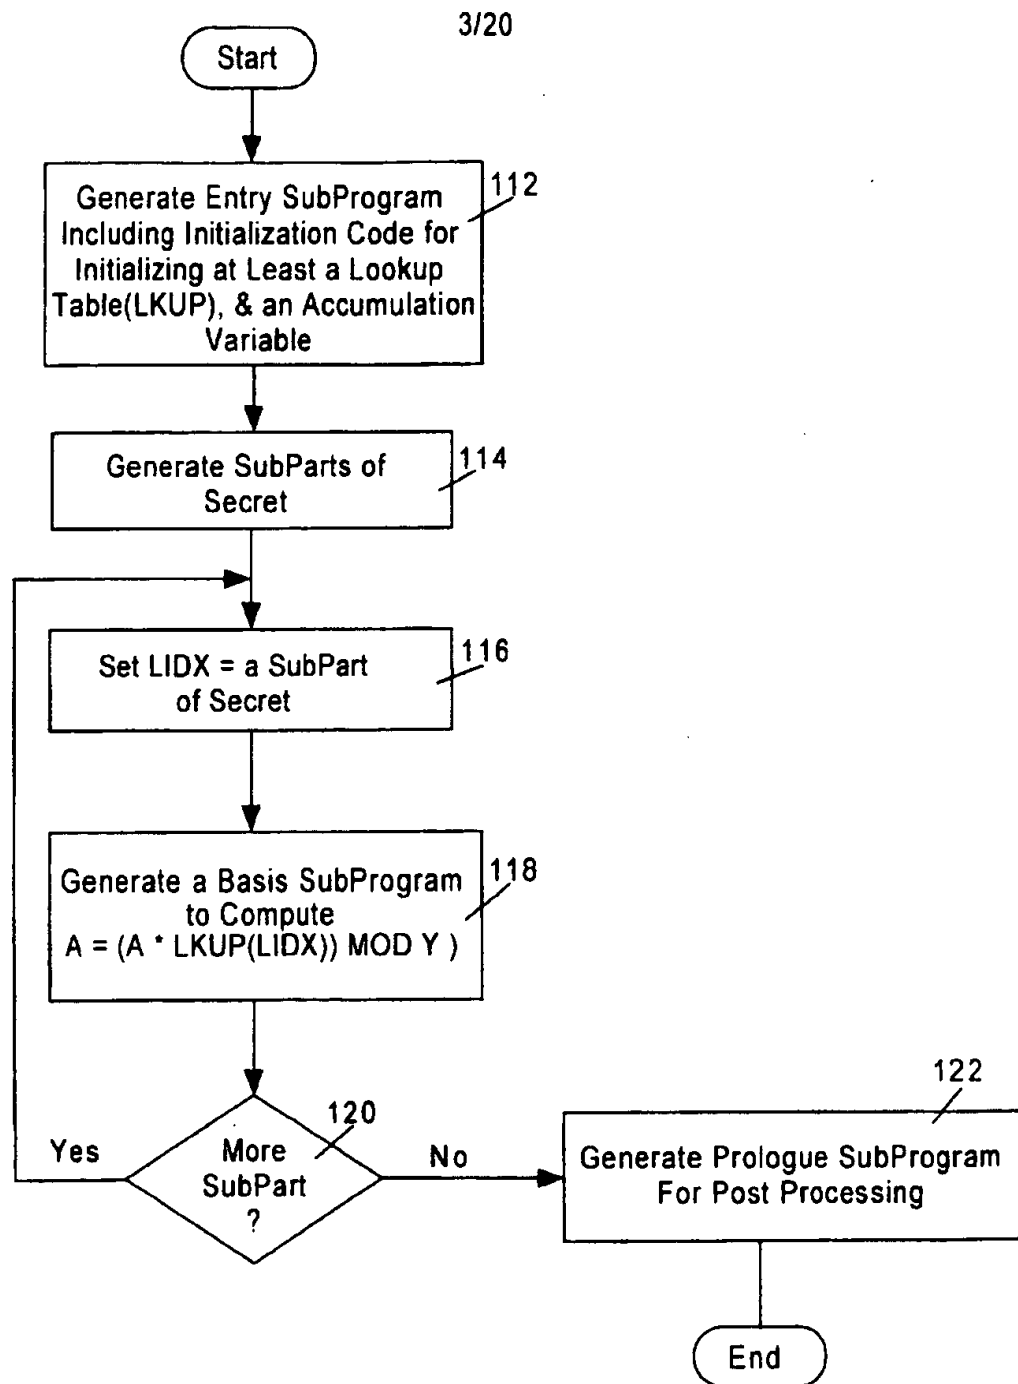 3/20
Start
Generate Entry SubProgram
Including Initialization Code for
Initializing at Least a Lookup
Table(LKUP), & an Accumulation
Variable
112
Generate SubParts of
Secret
114
Set LIDX = a SubPart
of Secret
116
Generate a Basis SubProgram
to Compute
A = (A * LKUP(LIDX)) MOD Y )
118
More
SubPart
?
120
Yes
No
122
Generate Prologue SubProgram
For Post Processing
End